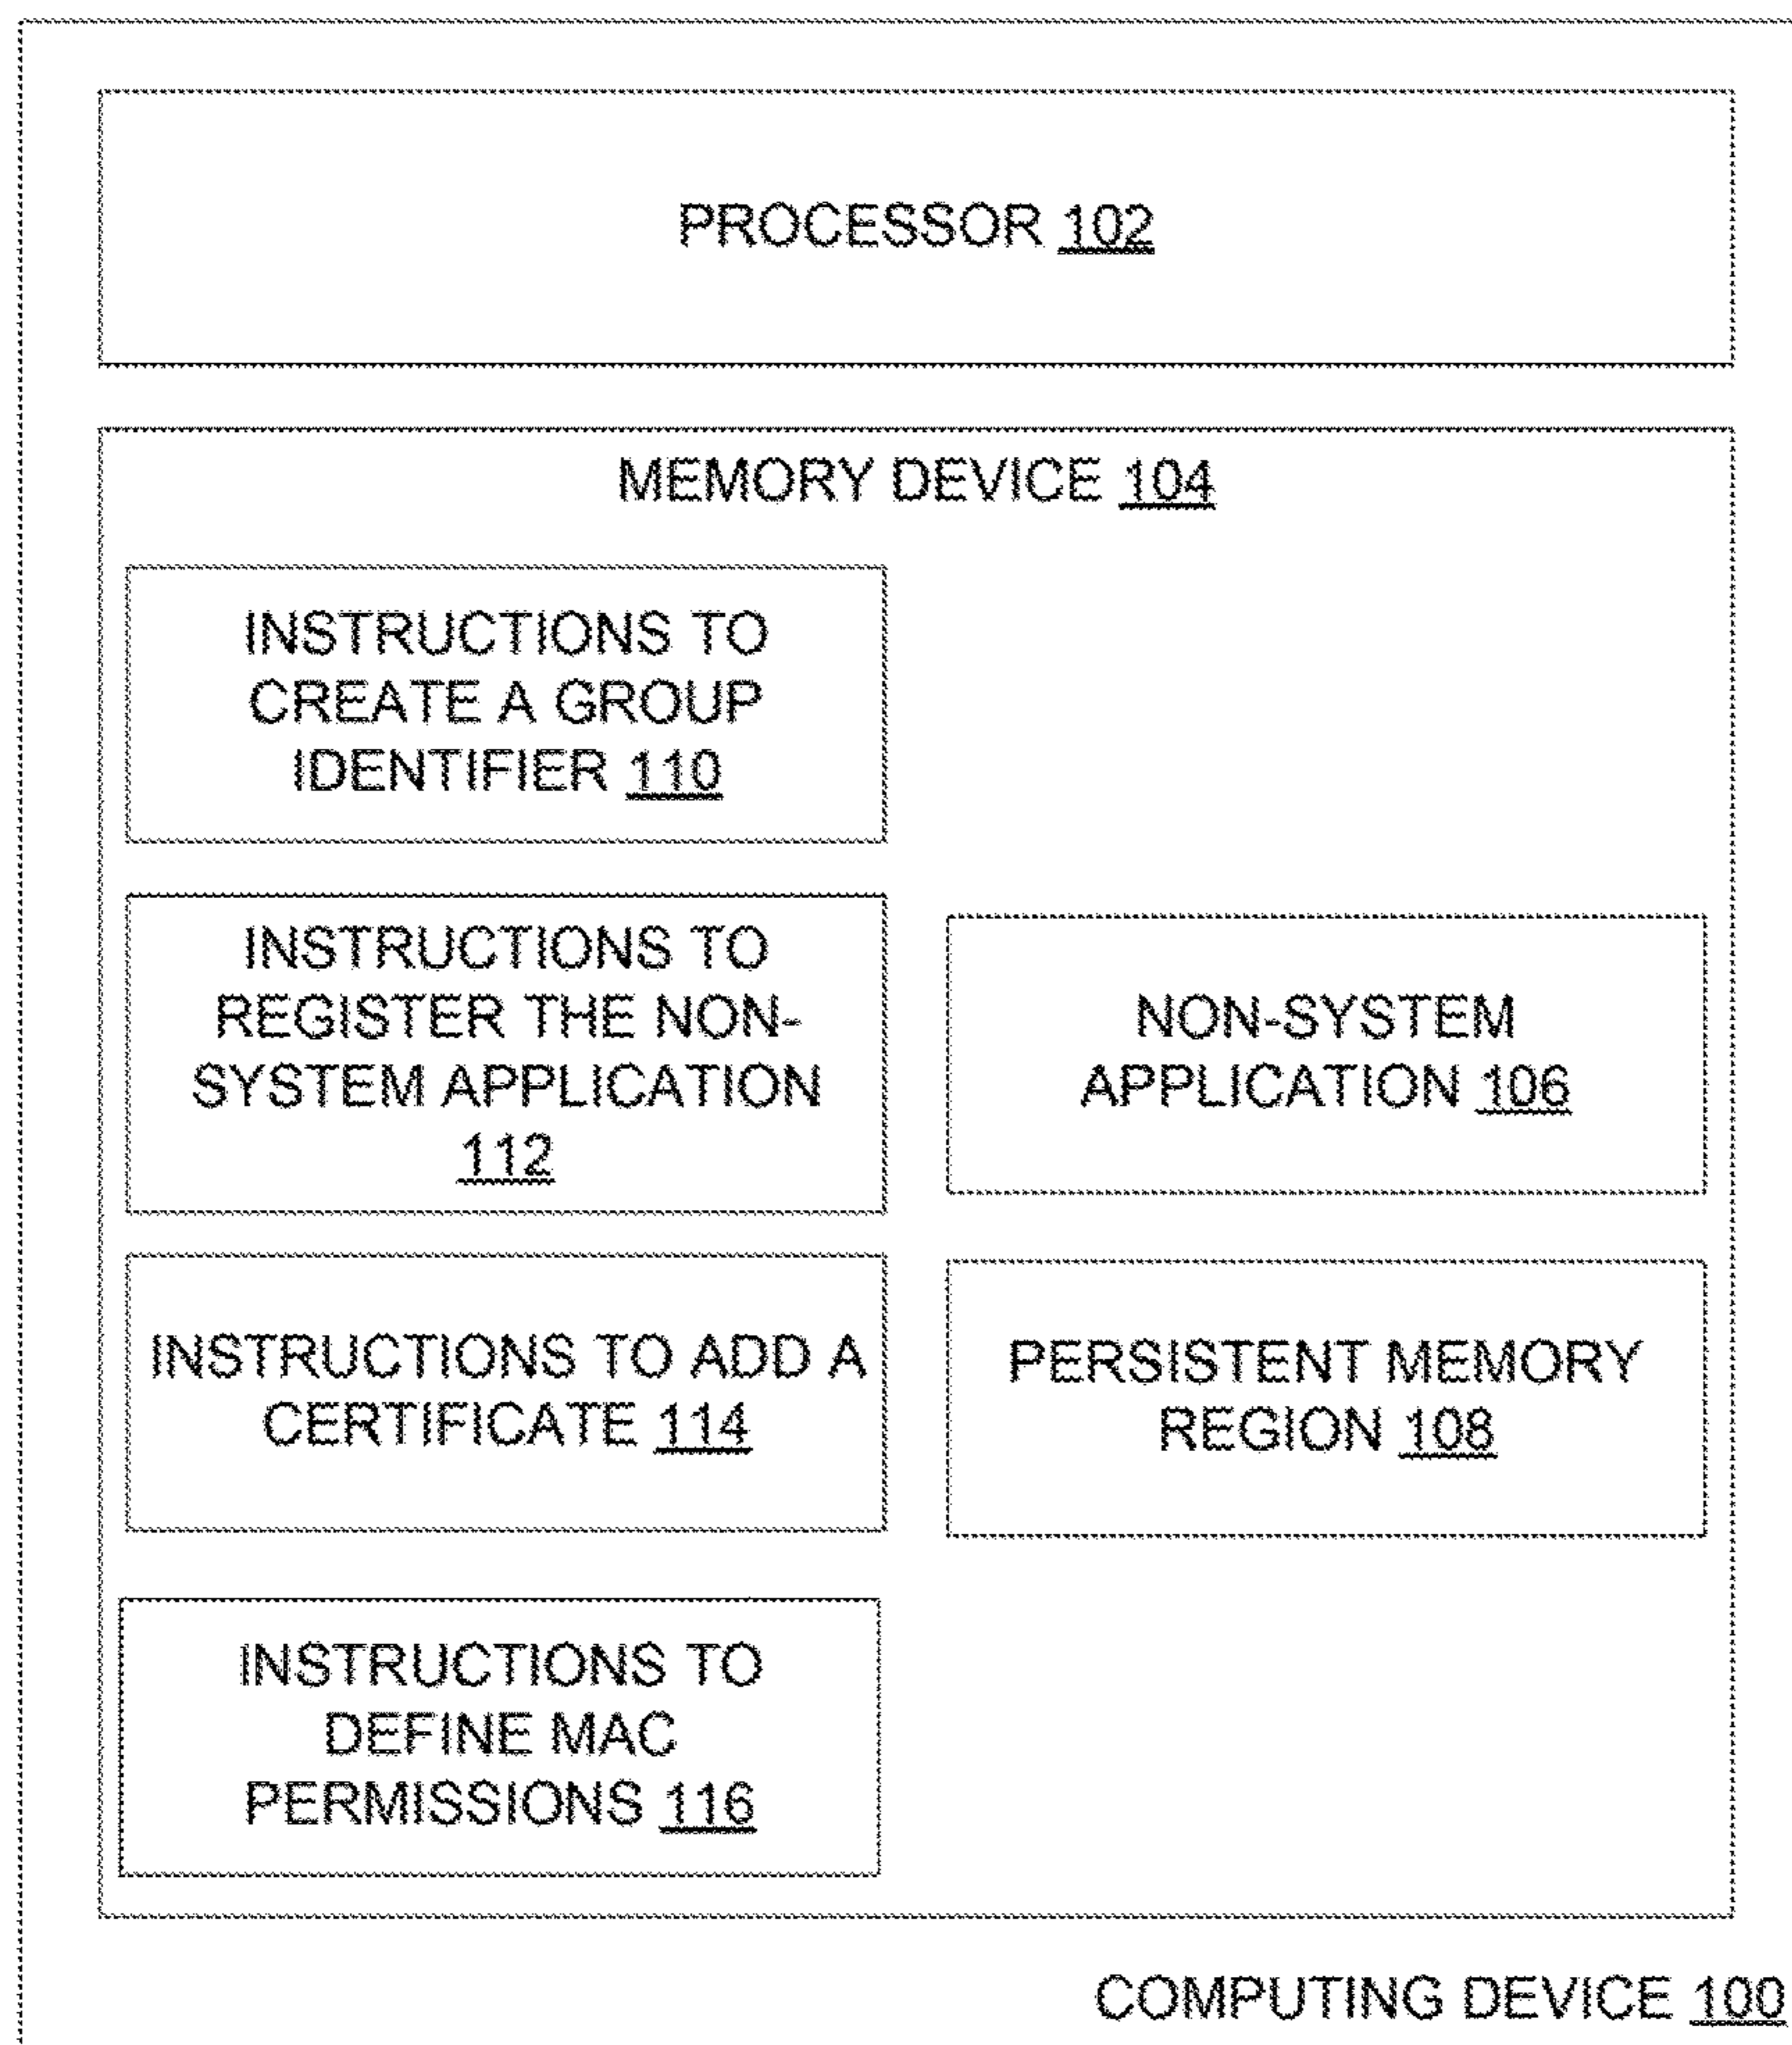 PROCESSOR 102
MEMORY DEVICE 104
INSTRUCTIONS TO
CREATE A GROUP
IDENTIFIER 110
INSTRUCTIONS TO
REGISTER THE NON-
SYSTEM APPLICATION
112
NON-SYSTEM
APPLICATION 106
INSTRUCTIONS TO ADD A
CERTIFICATE 114
PERSISTENT MEMORY
REGION 108
INSTRUCTIONS TO
DEFINE MAC
PERMISSIONS 116
COMPUTING DEVICE 100